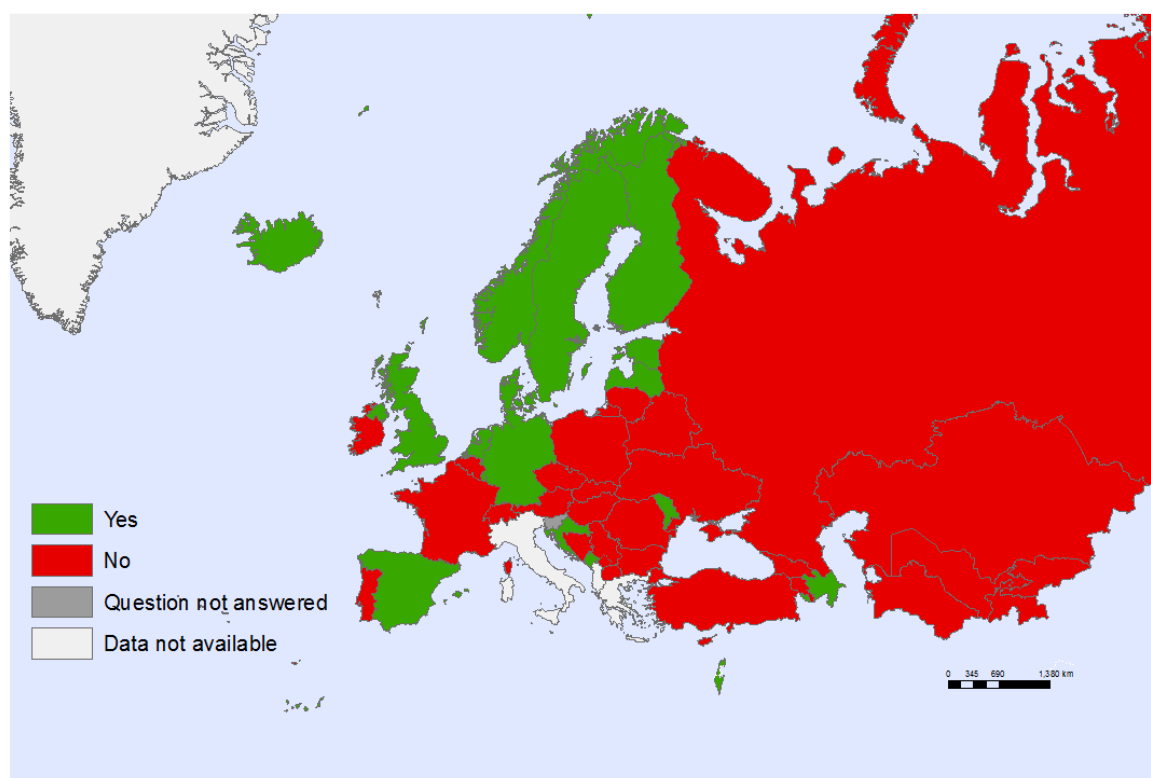 Yes
No
Question not answered
Data not available
0 345 690 1,380 km